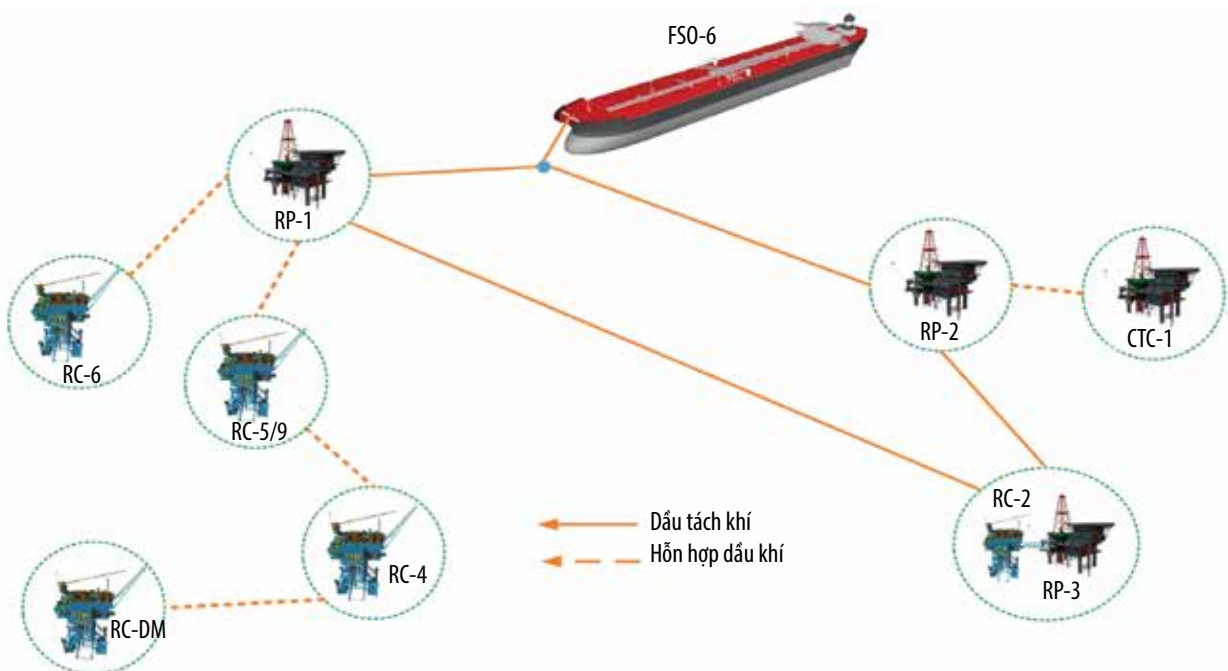 FSO-6
RP-1
RP-2
CTC-1
RC-6
RC-5/9
RC-2
RC-4
RP-3
RC-DM
Dầu tách khí
Hỗn hợp dầu khí